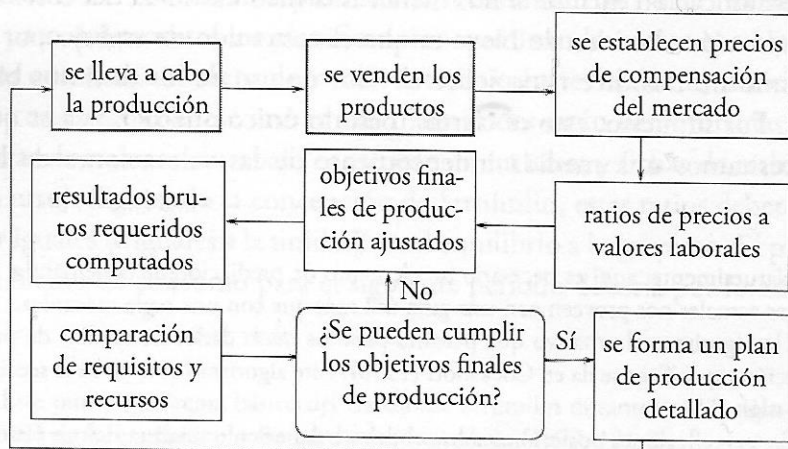 se lleva a cabo
la producción
se venden los
productos
se establecen precios
de compensación
del mercado
resultados bru-
tos requeridos
computados
objetivos fina-
les de produc-
ción ajustados
ratios de precios a
valores laborales
No
comparación
de requisitos y
recursos
¿Se pueden cumplir
los objetivos finales
de producción?
Sí
se forma un plan
de producción
detallado